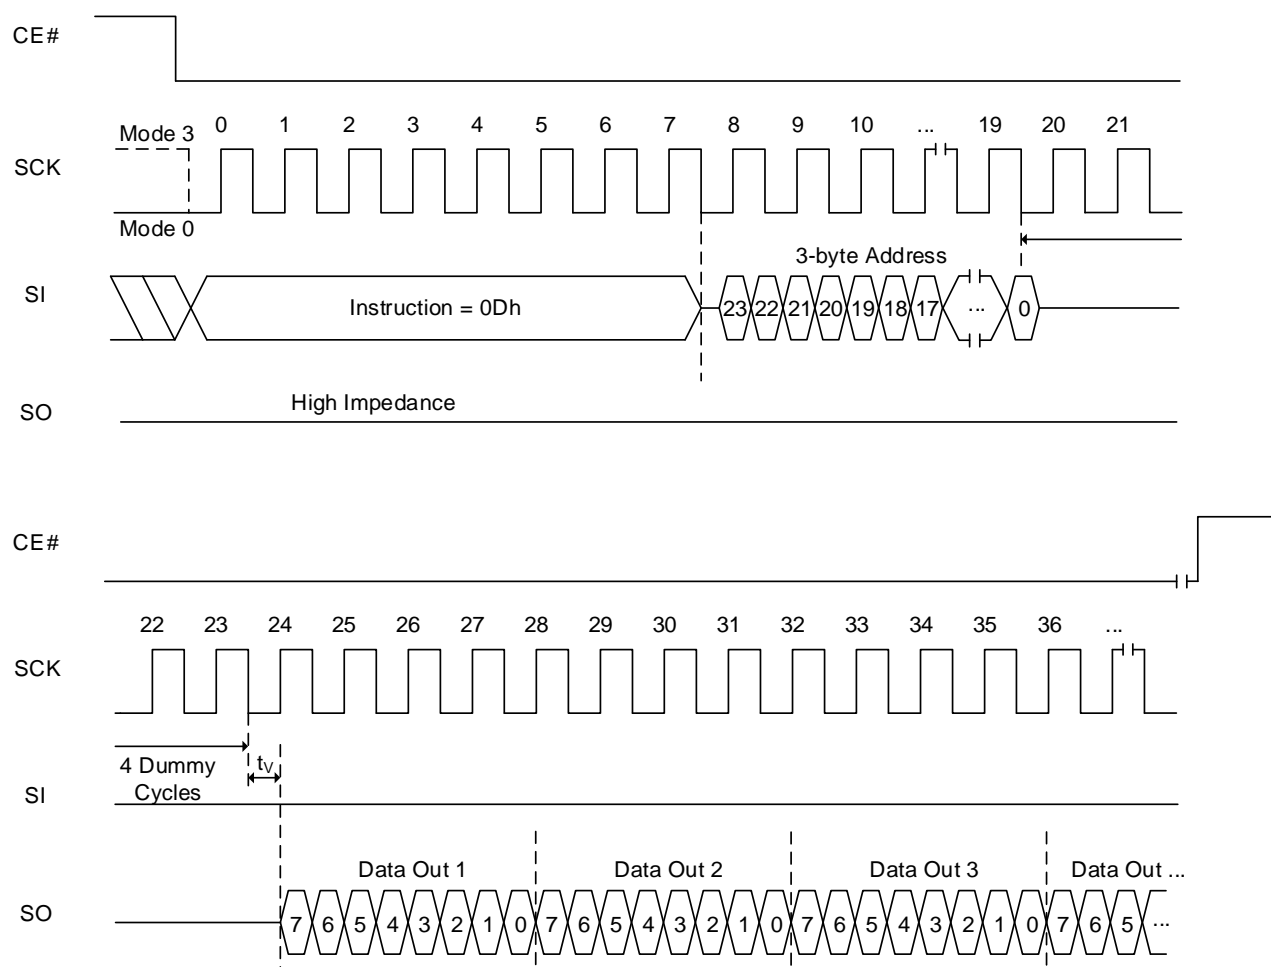 CE#
Mode 3
0 1 2 3 4 5 6 7 8 9 10 ... 19 20 21
SCK
Mode 0
3-byte Address
SI
Instruction = 0Dh
23 22 21 20 19 18 17 ... 0
High Impedance
SO
CE#
22 23 24 25 26 27 28 29 30 31 32 33 34 35 36 ...
SCK
4 Dummy
Cycles
tV
SI
Data Out 1 Data Out 2 Data Out 3 Data Out ...
SO
7 6 5 4 3 2 1 0 7 6 5 4 3 2 1 0 7 6 5 4 3 2 1 0 7 6 5 ...